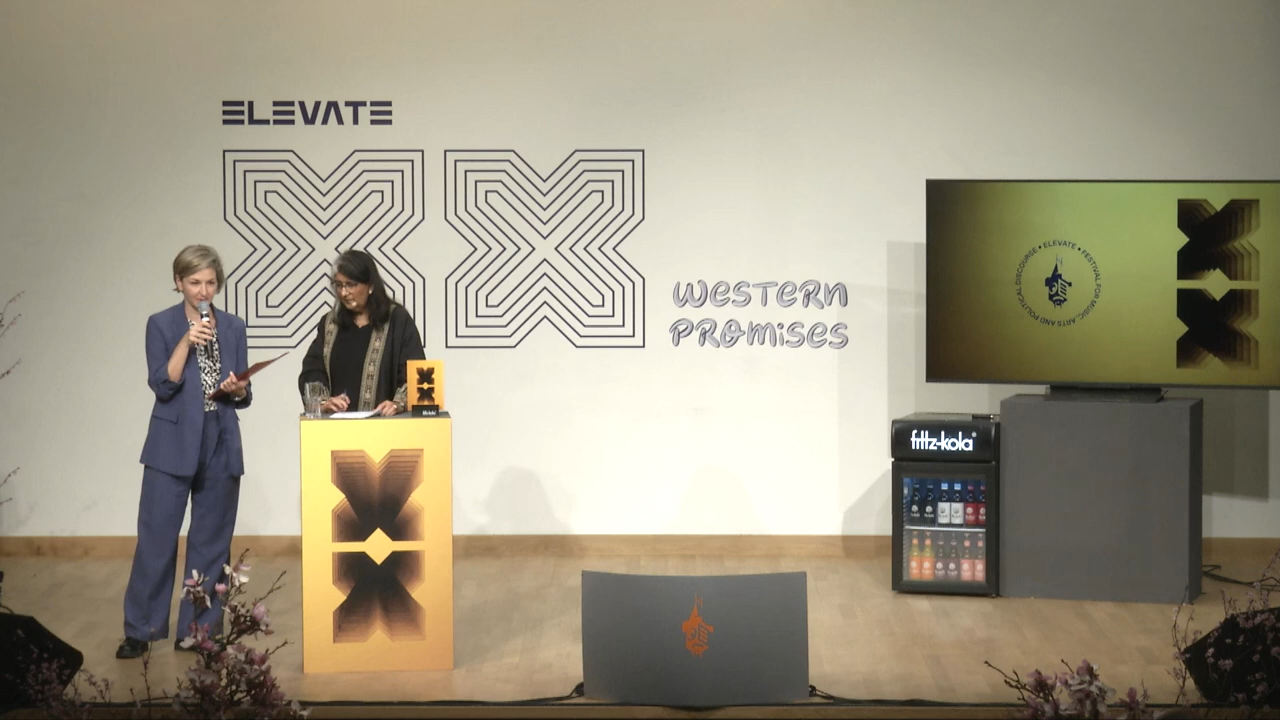 ELEVATE
WESTERN
PROMISES
• ELEVATE • FESTIVAL FOR MUSIC, ARTS AND POLITICAL DISCOURSE
fritz-kola®